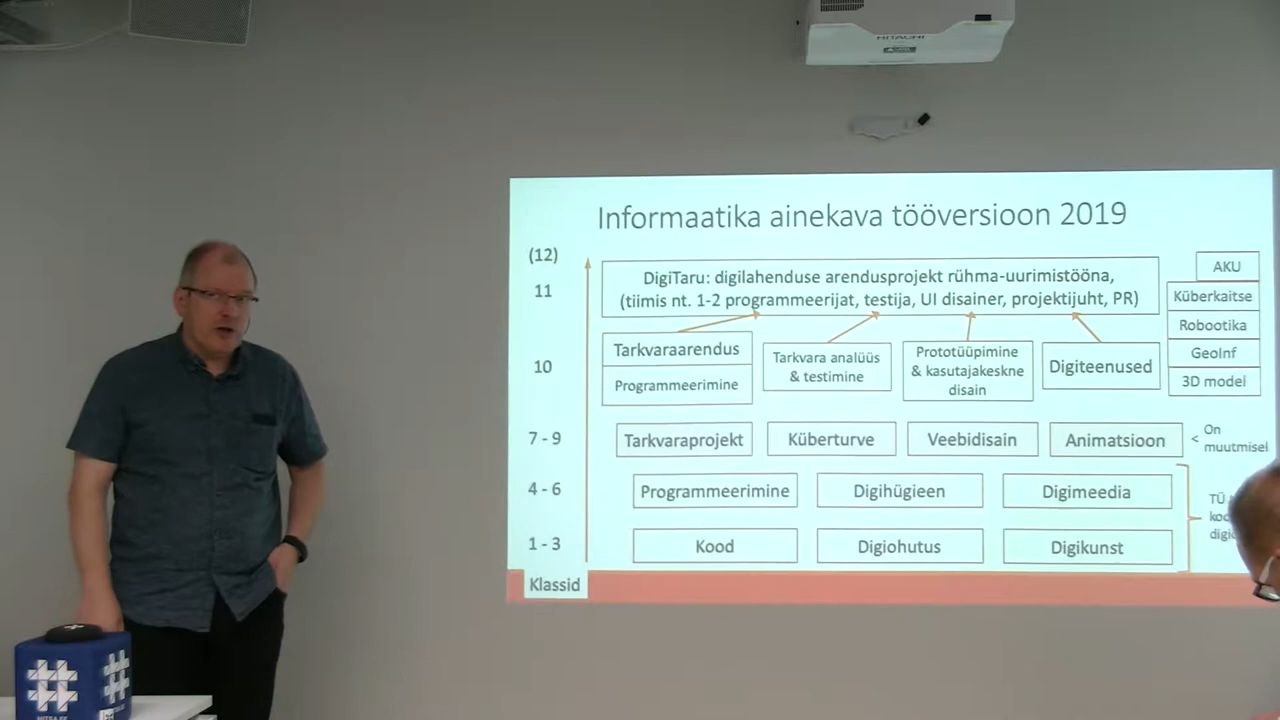 HITACHI
Informaatika ainekava tööversioon 2019
(12)
DigiTaru: digilahenduse arendusprojekt rühma-uurimistööna,
(tiimis nt. 1-2 programmeerijat, testija, UI disainer, projektijuht, PR)
11
AKU
Küberkaitse
Robootika
GeoInf
3D model
10
Tarkvaraarendus
Programmeerimine
Tarkvara analüüs
& testimine
Prototüüpimine
& kasutajakeskne
disain
Digiteenused
7 - 9
Tarkvaraprojekt
Küberturve
Veebidisain
Animatsioon
< On
muutmisel
4 - 6
Programmeerimine
Digihügieen
Digimeedia
TÜ
1 - 3
Kood
Digiohutus
Digikunst
Klassid